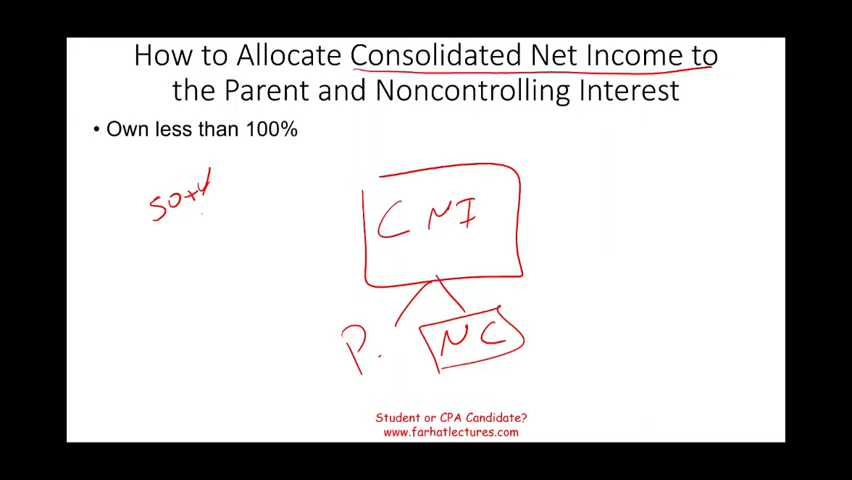 How to Allocate Consolidated Net Income to
the Parent and Noncontrolling Interest
• Own less than 100%
CNI
P.
NC
Student or CPA Candidate?
www.farhatlectures.com